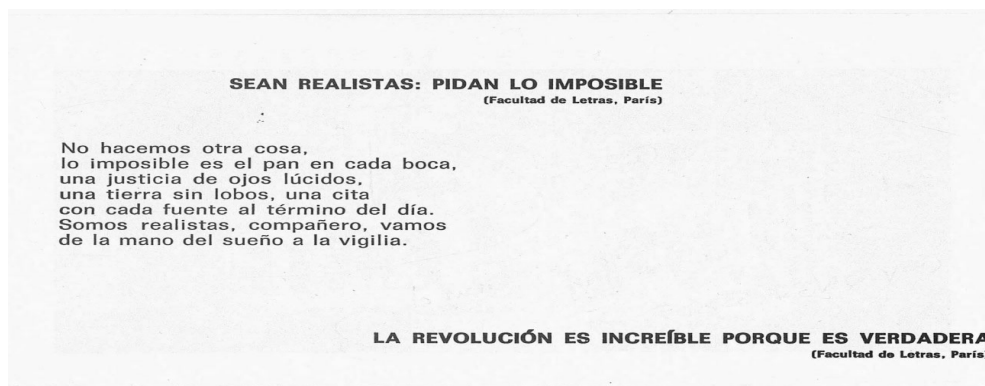 SEAN REALISTAS: PIDAN LO IMPOSIBLE
(Facultad de Letras, París)
No hacemos otra cosa,
lo imposible es el pan en cada boca,
una justicia de ojos lúcidos,
una tierra sin lobos, una cita
con cada fuente al término del día.
Somos realistas, compañero, vamos
de la mano del sueño a la vigilia.
LA REVOLUCIÓN ES INCREÍBLE PORQUE ES VERDADERA
(Facultad de Letras, París)